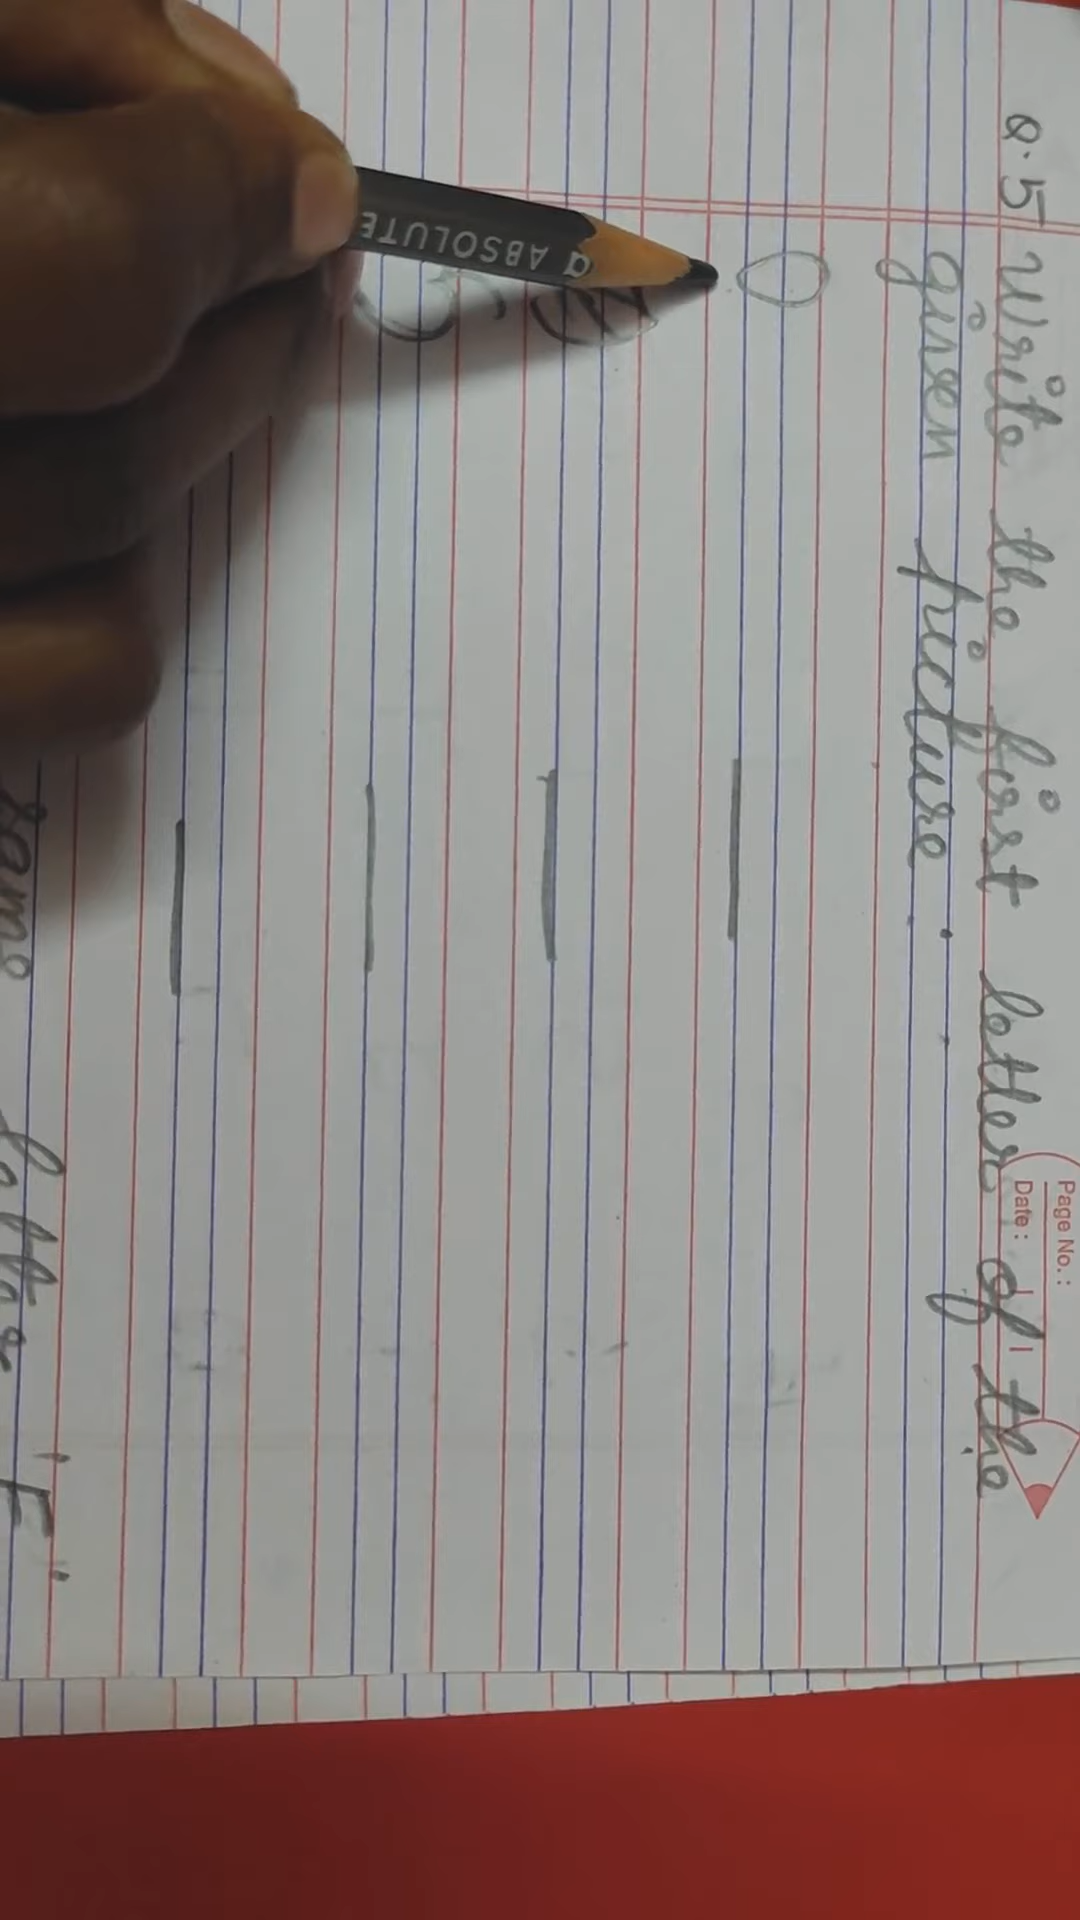 Page No.:
Date:
Q.5 Write the first letter of the
given picture.
same letter "F"
a ABSOLUTE